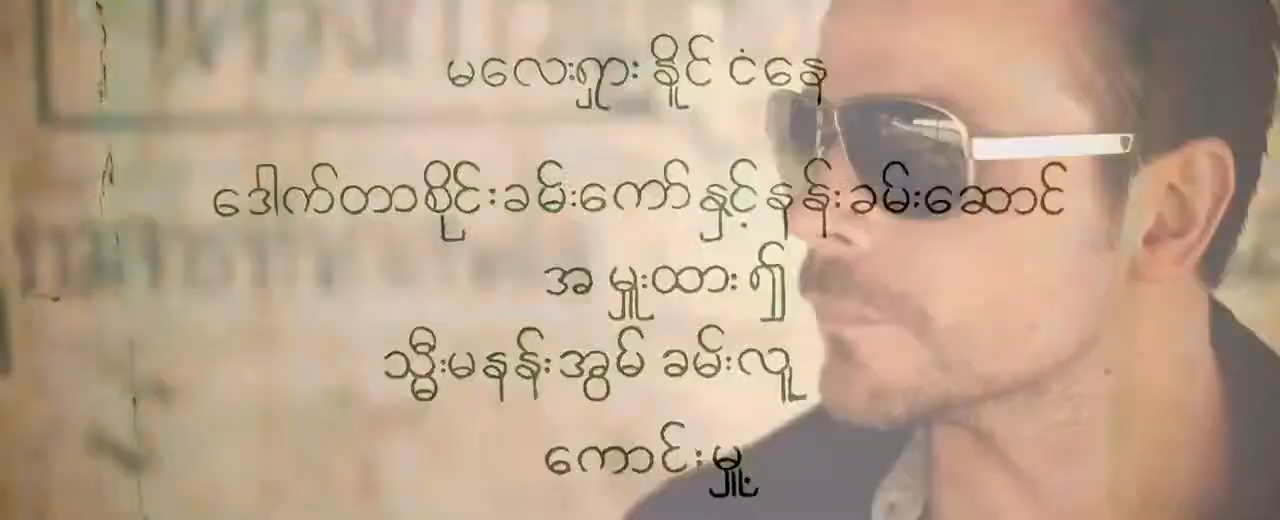 မလေးရှား နိူင် ငံနေ
ဒေါက်တာစိုင်းခမ်းကော်နှင့်နန်းခမ်းဆောင်
အ မှူးထား ၍
သ္မီးမနန်းအွမ် ခမ်းလူ
ကောင်းမှု့